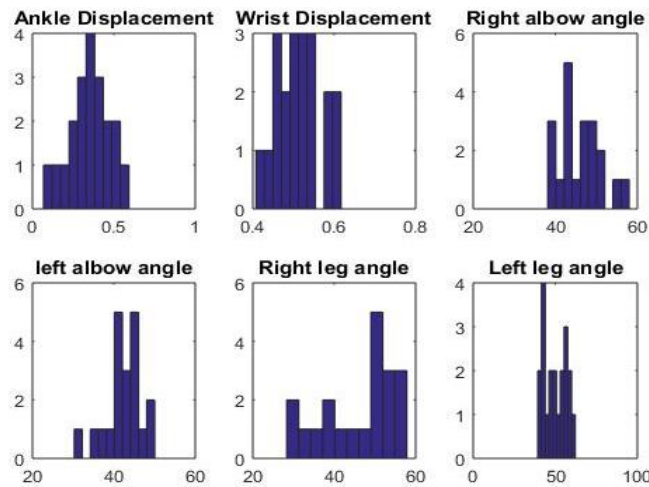 Ankle Displacement
4
3
2
1
0
0 0.5 1
Wrist Displacement
3
2
1
0
0.4 0.6 0.8
Right albow angle
6
4
2
0
20 40 60
left albow angle
6
4
2
0
20 40 60
Right leg angle
6
4
2
0
20 40 60
Left leg angle
4
3
2
1
0
0 50 100